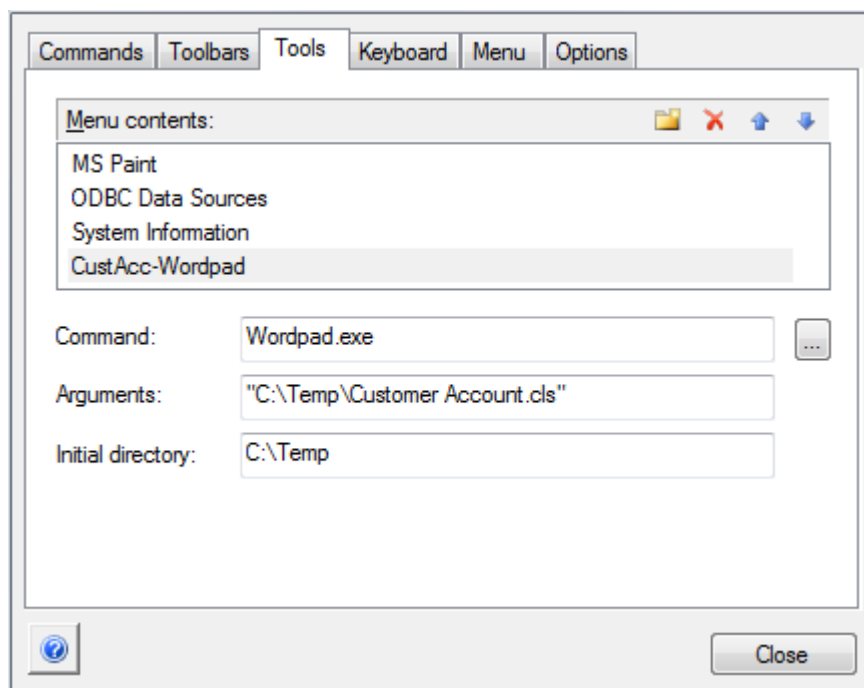 Commands Toolbars Tools Keyboard Menu Options
Menu contents:
MS Paint
ODBC Data Sources
System Information
CustAcc-Wordpad
Command: Wordpad.exe ...
Arguments: "C:\Temp\Customer Account.cls"
Initial directory: C:\Temp
?
Close